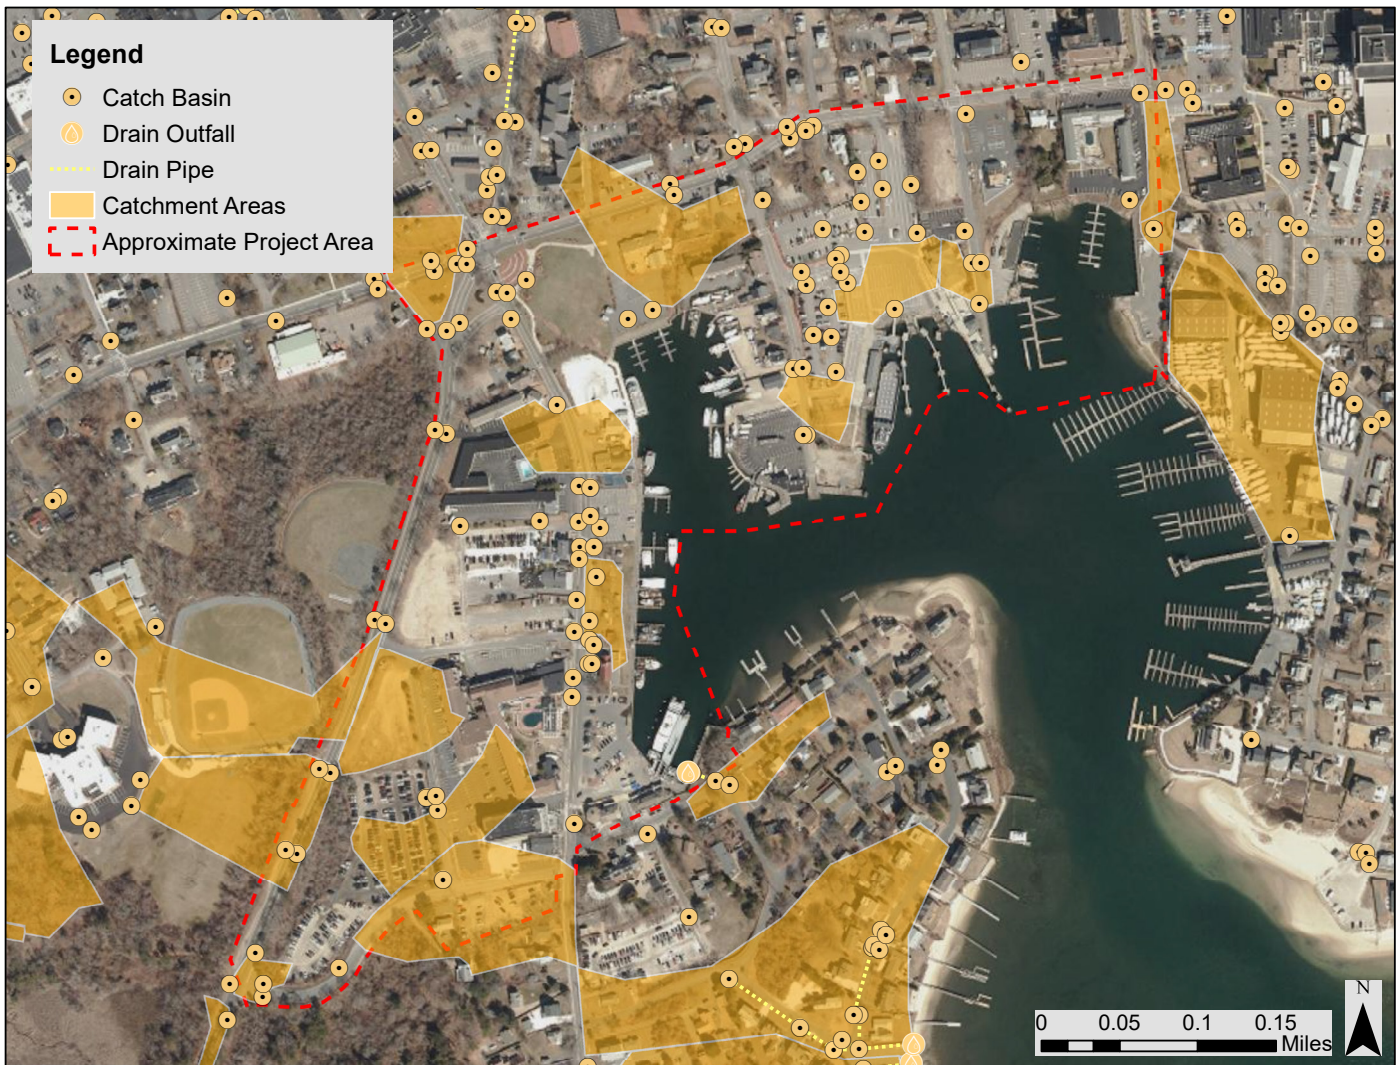 Legend
Catch Basin
Drain Outfall
Drain Pipe
Catchment Areas
Approximate Project Area
N
0 0.05 0.1 0.15
Miles